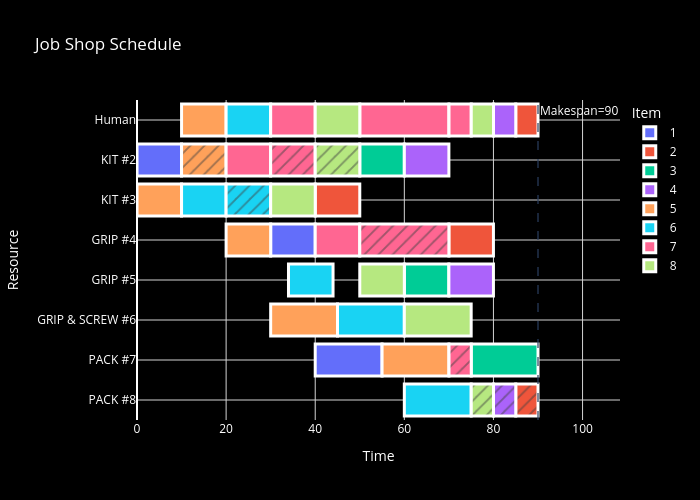 Job Shop Schedule
Makespan=90
Item
1
2
3
4
5
6
7
8
Resource
Human
KIT #2
KIT #3
GRIP #4
GRIP #5
GRIP & SCREW #6
PACK #7
PACK #8
0 20 40 60 80 100
Time